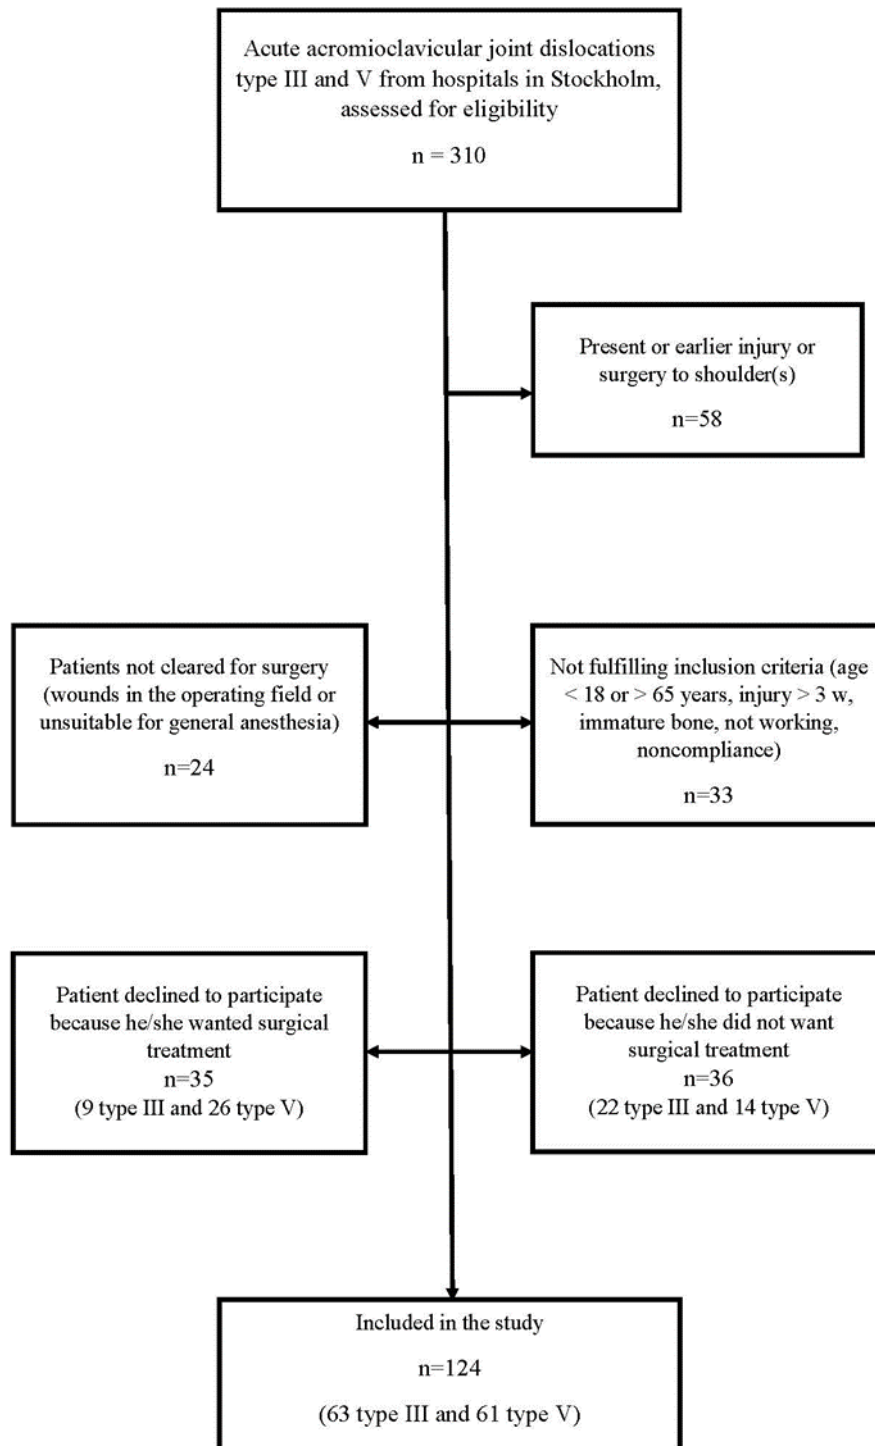 Acute acromioclavicular joint dislocations
type III and V from hospitals in Stockholm,
assessed for eligibility
n = 310
Present or earlier injury or
surgery to shoulder(s)
n=58
Patients not cleared for surgery
(wounds in the operating field or
unsuitable for general anesthesia)
n=24
Not fulfilling inclusion criteria (age
< 18 or > 65 years, injury > 3 w,
immature bone, not working,
noncompliance)
n=33
Patient declined to participate
because he/she wanted surgical
treatment
n=35
(9 type III and 26 type V)
Patient declined to participate
because he/she did not want
surgical treatment
n=36
(22 type III and 14 type V)
Included in the study
n=124
(63 type III and 61 type V)